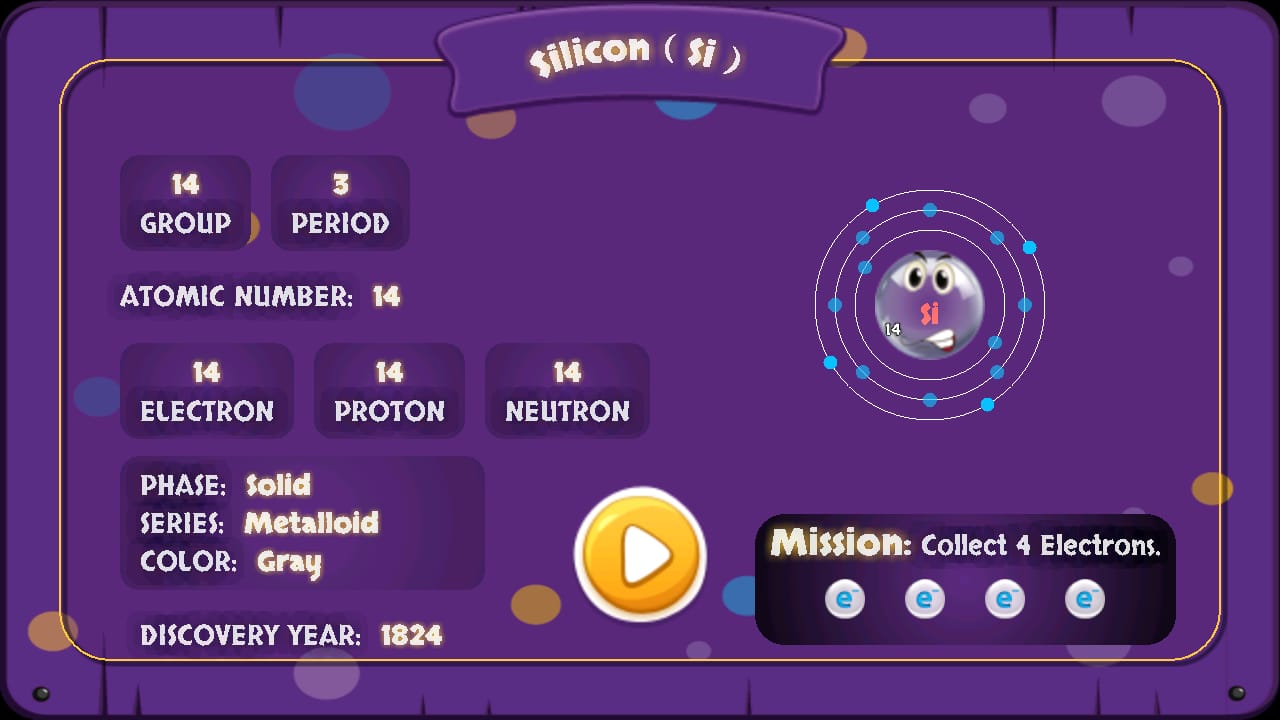 Silicon ( Si )
14
GROUP
3
PERIOD
ATOMIC NUMBER: 14
14
ELECTRON
14
PROTON
14
NEUTRON
PHASE: Solid
SERIES: Metalloid
COLOR: Gray
DISCOVERY YEAR: 1824
Si
14
Mission: Collect 4 Electrons.
e⁻ e⁻ e⁻ e⁻